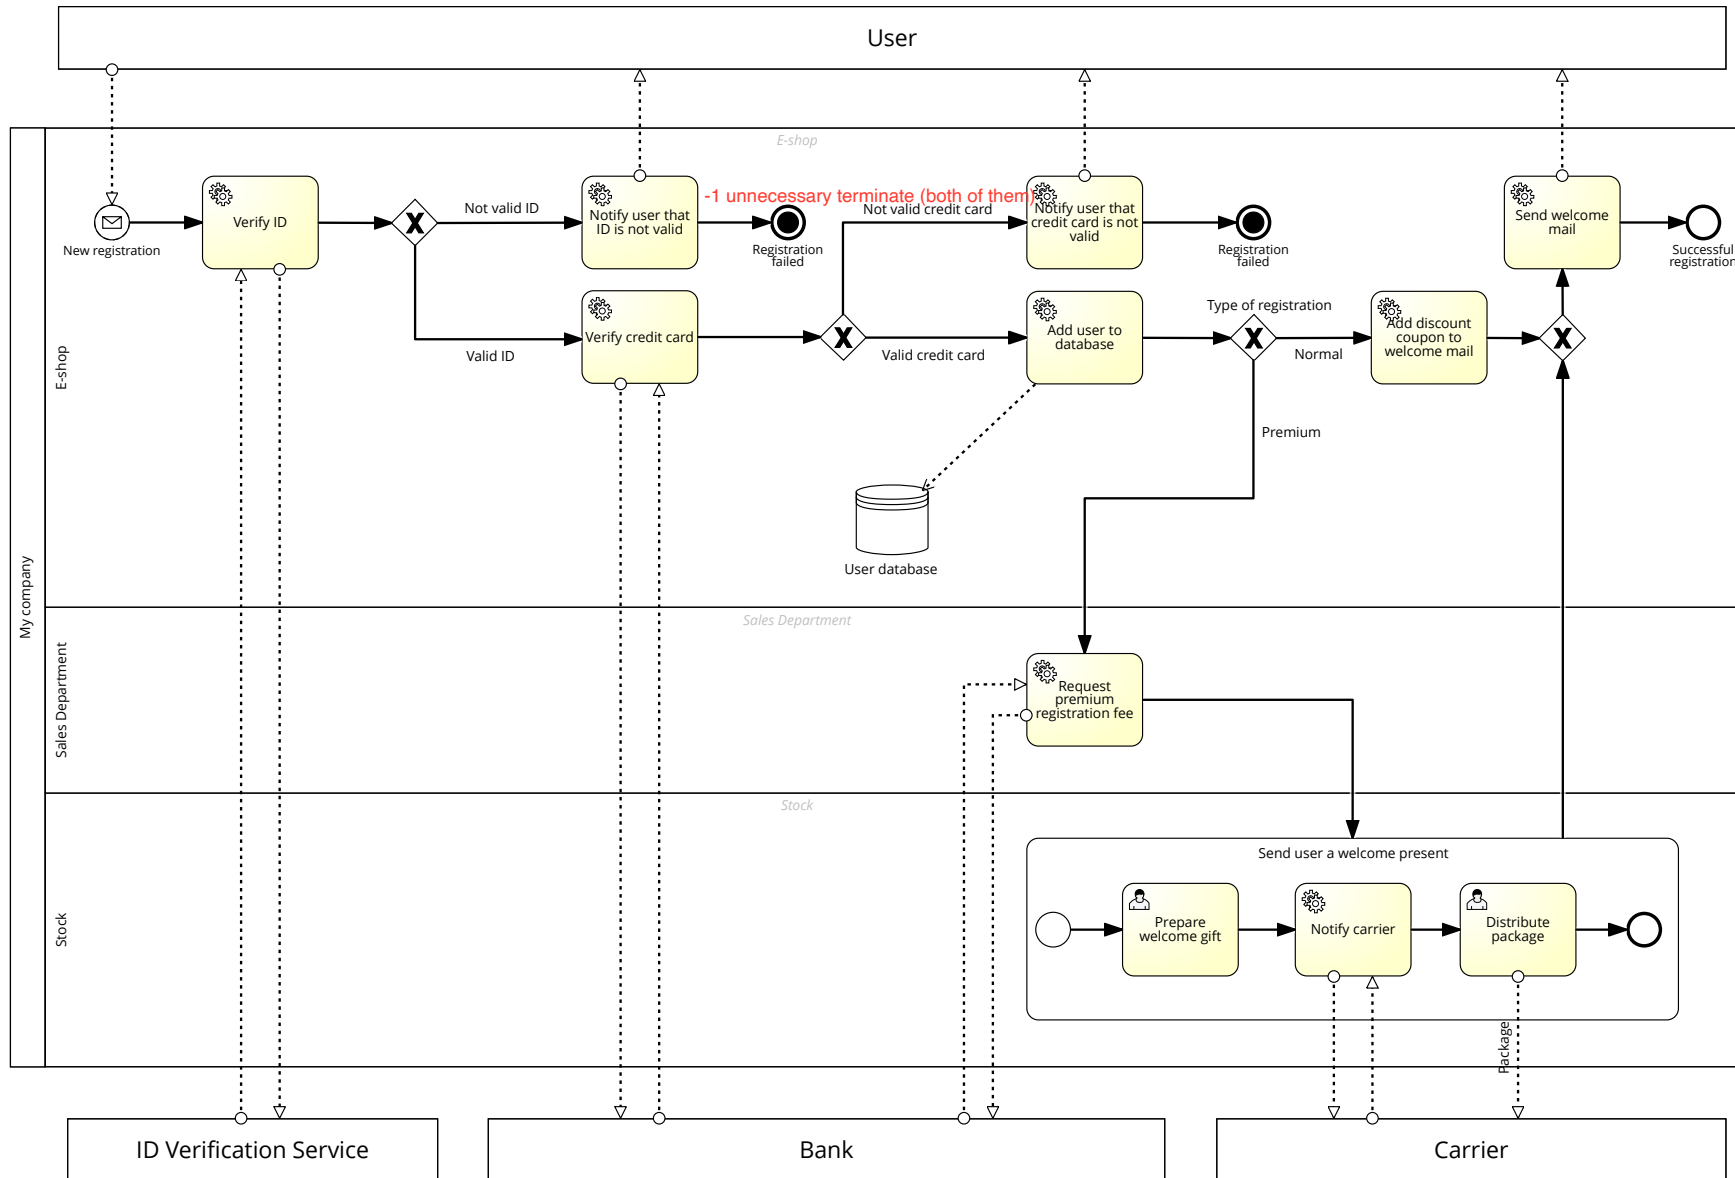 User
E-shop
-1 unnecessary terminate (both of them)
New registration
Verify ID
Not valid ID
Notify user that
ID is not valid
Registration
failed
Not valid credit card
Notify user that
credit card is not
valid
Registration
failed
Send welcome
mail
Successful
registration
E-shop
Valid ID
Verify credit card
Valid credit card
Add user to
database
Type of registration
Normal
Add discount
coupon to
welcome mail
Premium
User database
My company
Sales Department
Sales Department
Request
premium
registration fee
Stock
Stock
Send user a welcome present
Prepare
welcome gift
Notify carrier
Distribute
package
Package
ID Verification Service
Bank
Carrier